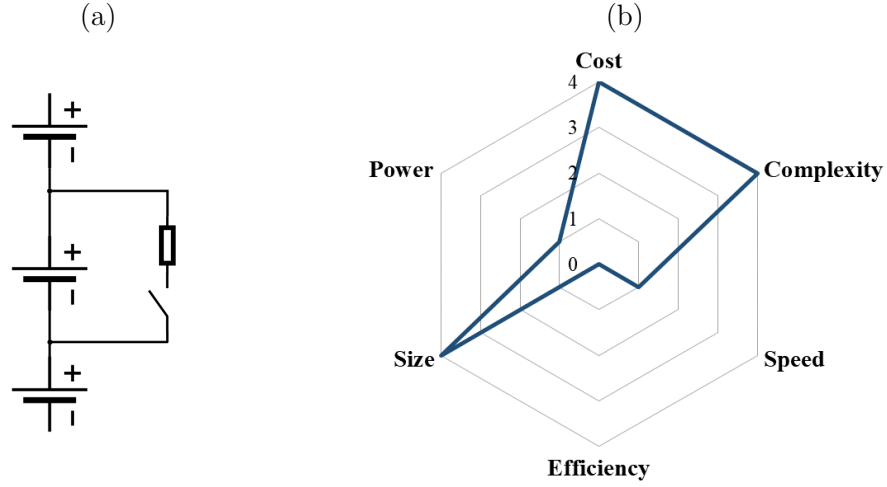 (a)
(b)
+
−
+
−
+
−
Cost
4
3
2
1
0
Power
Complexity
Size
Speed
Efficiency